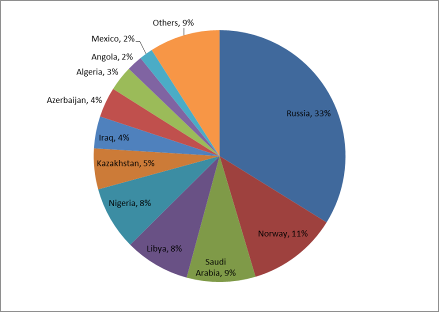 Others, 9%
Mexico, 2%
Angola, 2%
Algeria, 3%
Azerbaijan, 4%
Iraq, 4%
Kazakhstan, 5%
Nigeria, 8%
Libya, 8%
Saudi
Arabia, 9%
Norway, 11%
Russia, 33%